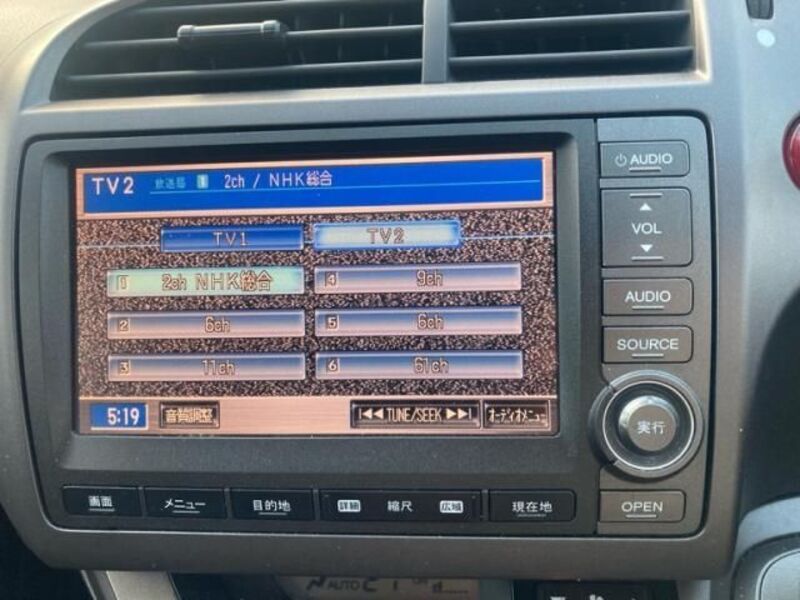 TV2 放送局 1 2ch / NHK総合
TV1 TV2
1 2ch NHK総合
4 9ch
2 6ch
5 6ch
3 11ch
6 61ch
5:19 音質調整 TUNE/SEEK オーディオメニュー
AUDIO
VOL
AUDIO
SOURCE
実行
OPEN
画面 メニュー 目的地 詳細 縮尺 広域 現在地
AUTO